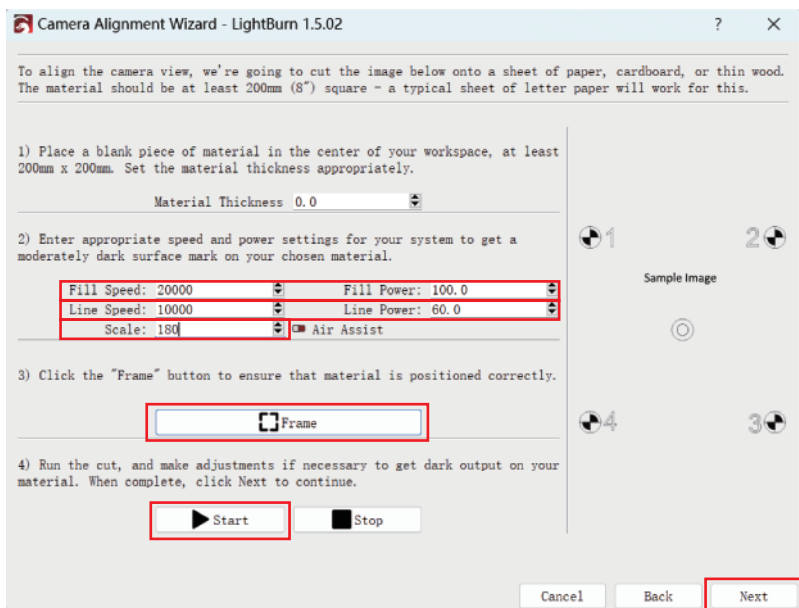 Camera Alignment Wizard - LightBurn 1.5.02
?
To align the camera view, we're going to cut the image below onto a sheet of paper, cardboard, or thin wood.
The material should be at least 200mm (8") square - a typical sheet of letter paper will work for this.
1) Place a blank piece of material in the center of your workspace, at least
200mm x 200mm. Set the material thickness appropriately.
Material Thickness 0.0
2) Enter appropriate speed and power settings for your system to get a
moderately dark surface mark on your chosen material.
Fill Speed: 20000 Fill Power: 100.0
Line Speed: 10000 Line Power: 60.0
Scale: 180 Air Assist
3) Click the "Frame" button to ensure that material is positioned correctly.
Frame
4) Run the cut, and make adjustments if necessary to get dark output on your
material. When complete, click Next to continue.
Start Stop
1 2
Sample Image
4 3
Cancel Back Next